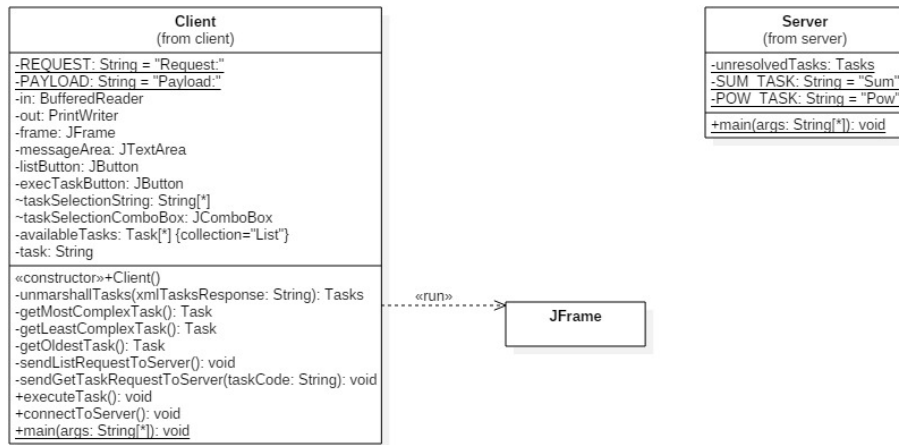 Client
(from client)
-REQUEST: String = "Request:"
-PAYLOAD: String = "Payload:"
-in: BufferedReader
-out: PrintWriter
-frame: JFrame
-messageArea: JTextArea
-listButton: JButton
-execTaskButton: JButton
~taskSelectionString: String[*]
~taskSelectionComboBox: JComboBox
-availableTasks: Task[*] {collection="List"}
-task: String
«constructor»+Client()
-unmarshallTasks(xmlTasksResponse: String): Tasks
-getMostComplexTask(): Task
-getLeastComplexTask(): Task
-getOldestTask(): Task
-sendListRequestToServer(): void
-sendGetTaskRequestToServer(taskCode: String): void
+executeTask(): void
+connectToServer(): void
+main(args: String[*]): void
«run»
JFrame
Server
(from server)
-unresolvedTasks: Tasks
-SUM_TASK: String = "Sum"
-POW_TASK: String = "Pow"
+main(args: String[*]): void